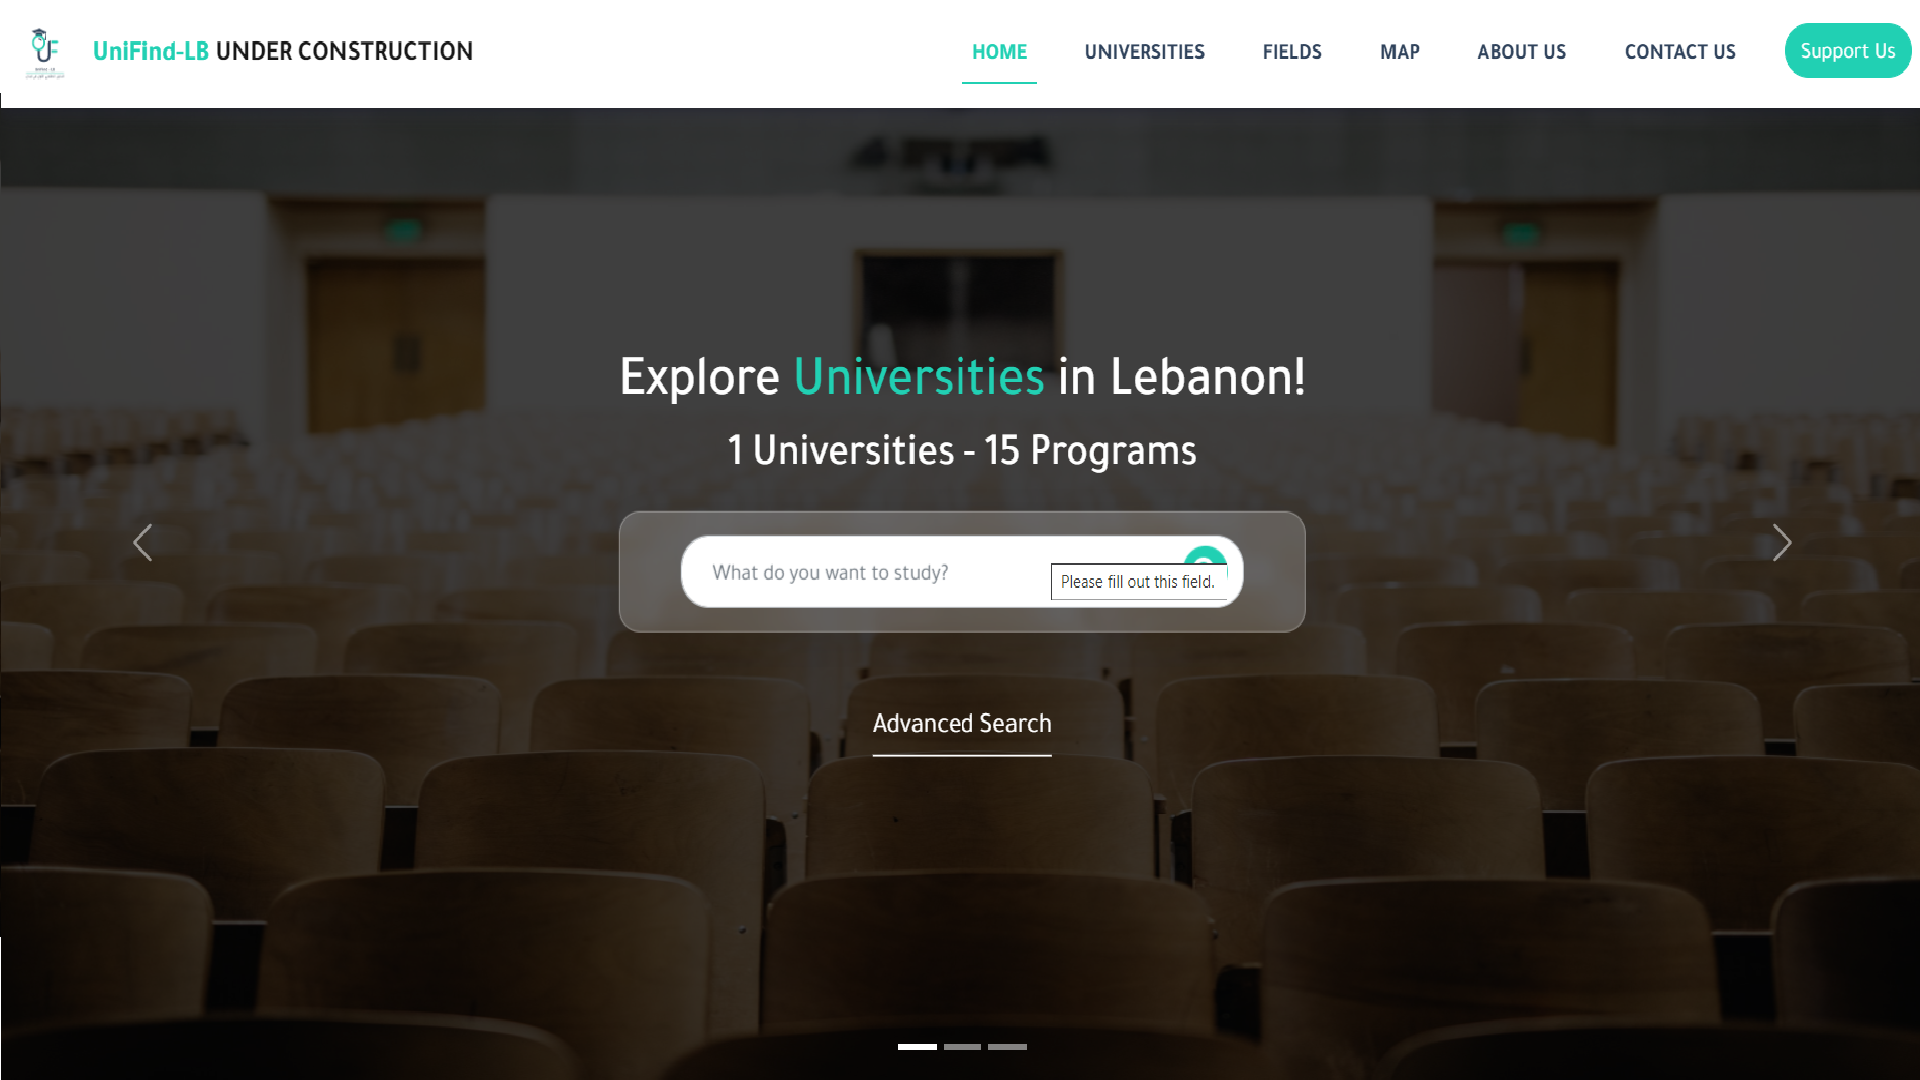 UniFind-LB UNDER CONSTRUCTION
HOME UNIVERSITIES FIELDS MAP ABOUT US CONTACT US Support Us
Explore Universities in Lebanon!
1 Universities - 15 Programs
What do you want to study?
Please fill out this field.
Advanced Search